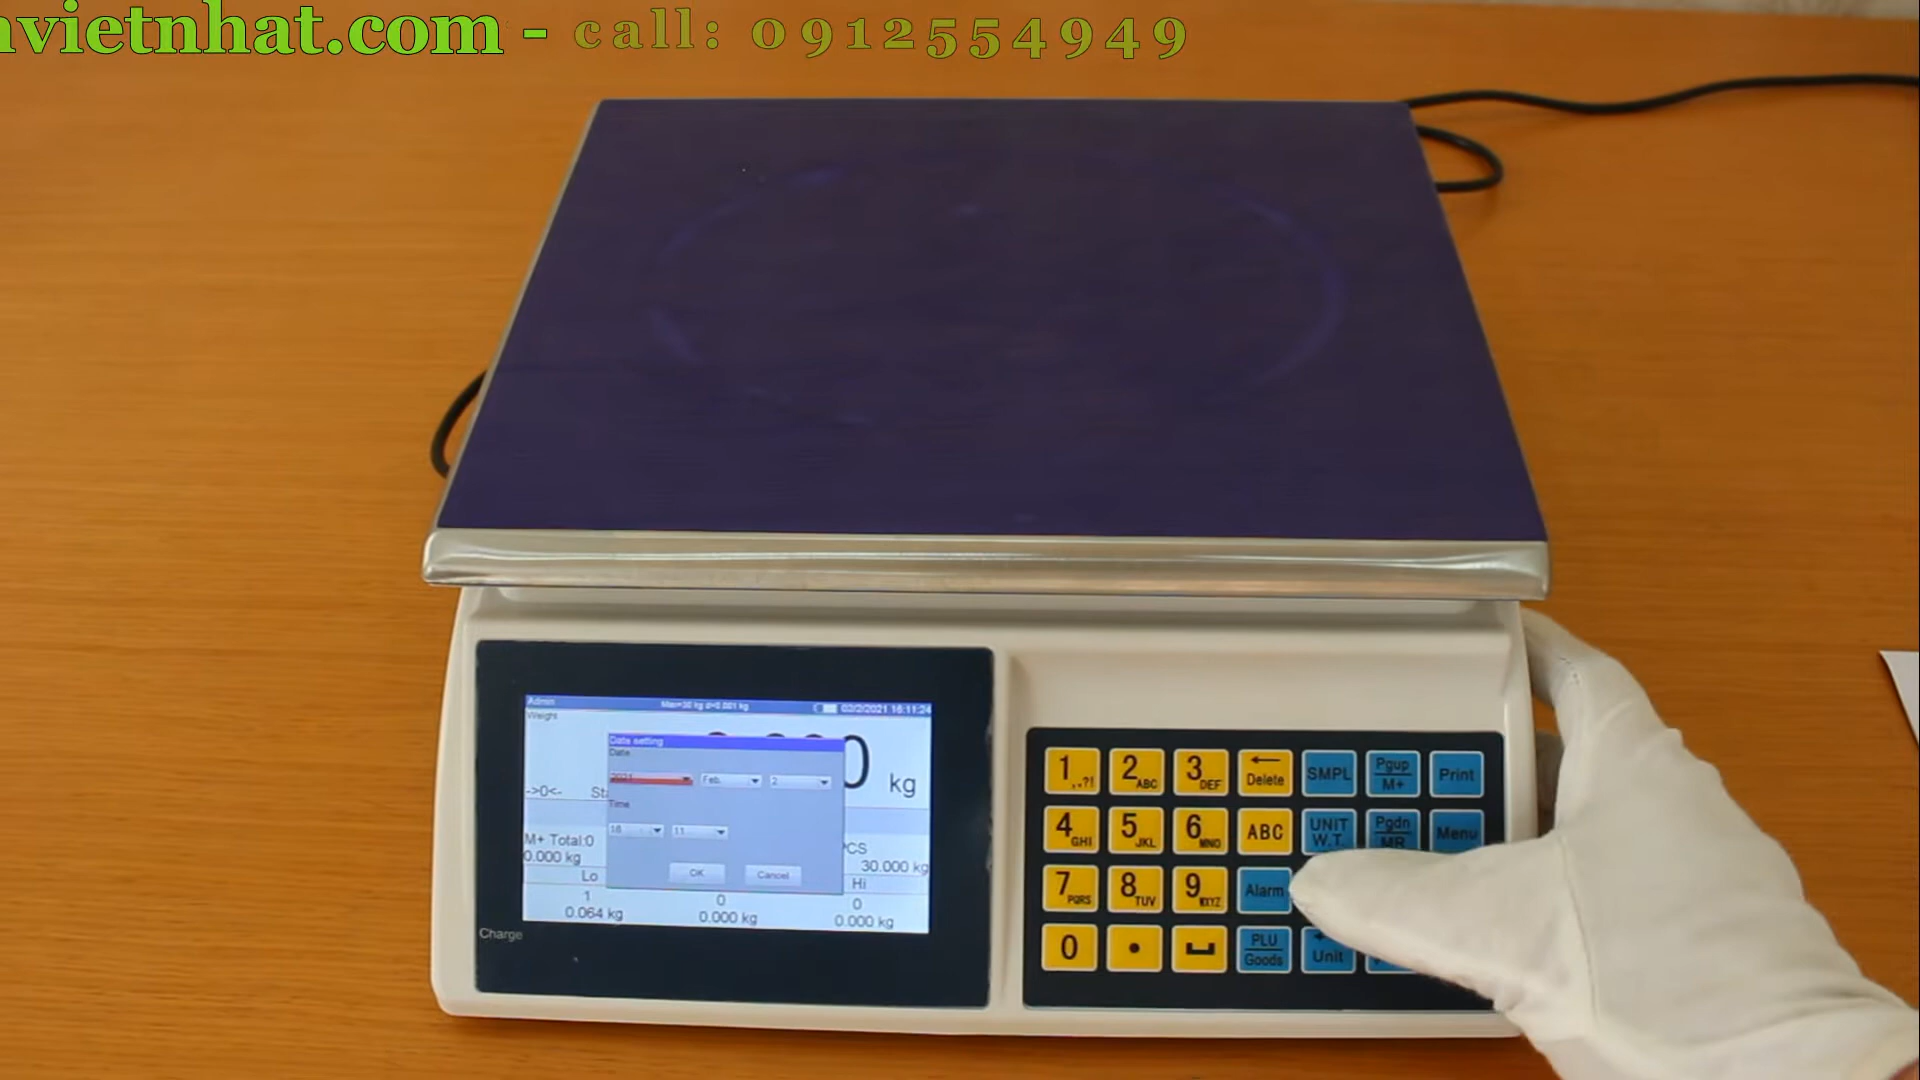 nvietnhat.com - call: 0912554949
Admin Max=30 kg d=0.001 kg 02/2/2021 16:11:24
Weight
Date setting
Date
2021 Feb. 2
kg
->0<-
Time
16 11
M+ Total:0
0.000 kg 30.000 kg
OK Cancel
Lo Hi
1 0 0
0.064 kg 0.000 kg 0.000 kg
Charge
1 ,.?! 2 ABC 3 DEF Delete SMPL Pgup M+ Print
4 GHI 5 JKL 6 MNO ABC UNIT W.T. Pgdn MR Menu
7 PQRS 8 TUV 9 WXYZ Alarm
0 . PLU Goods Unit